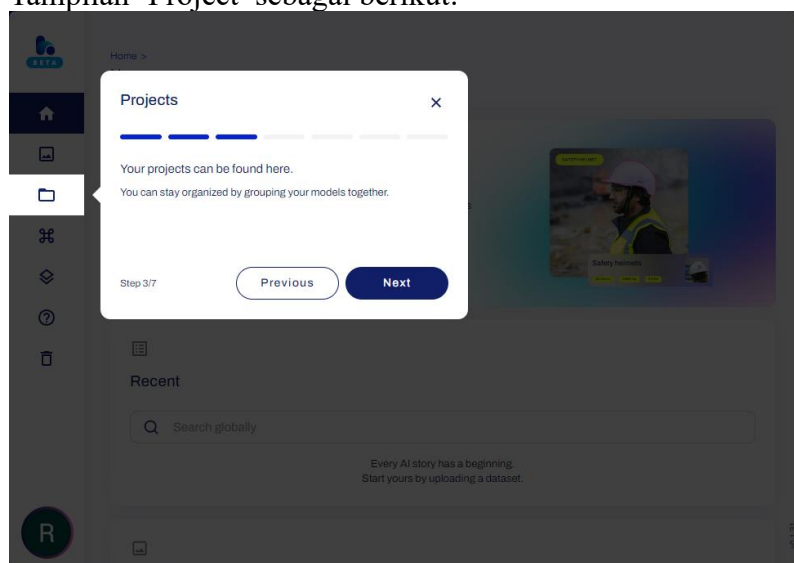 Tampilan "Project" sebagai berikut:
BETA
Home >
Projects
Your projects can be found here.
You can stay organized by grouping your models together.
Step 3/7
Previous
Next
Safety helmets
Recent
Search globally
Every AI story has a beginning.
Start yours by uploading a dataset.
R